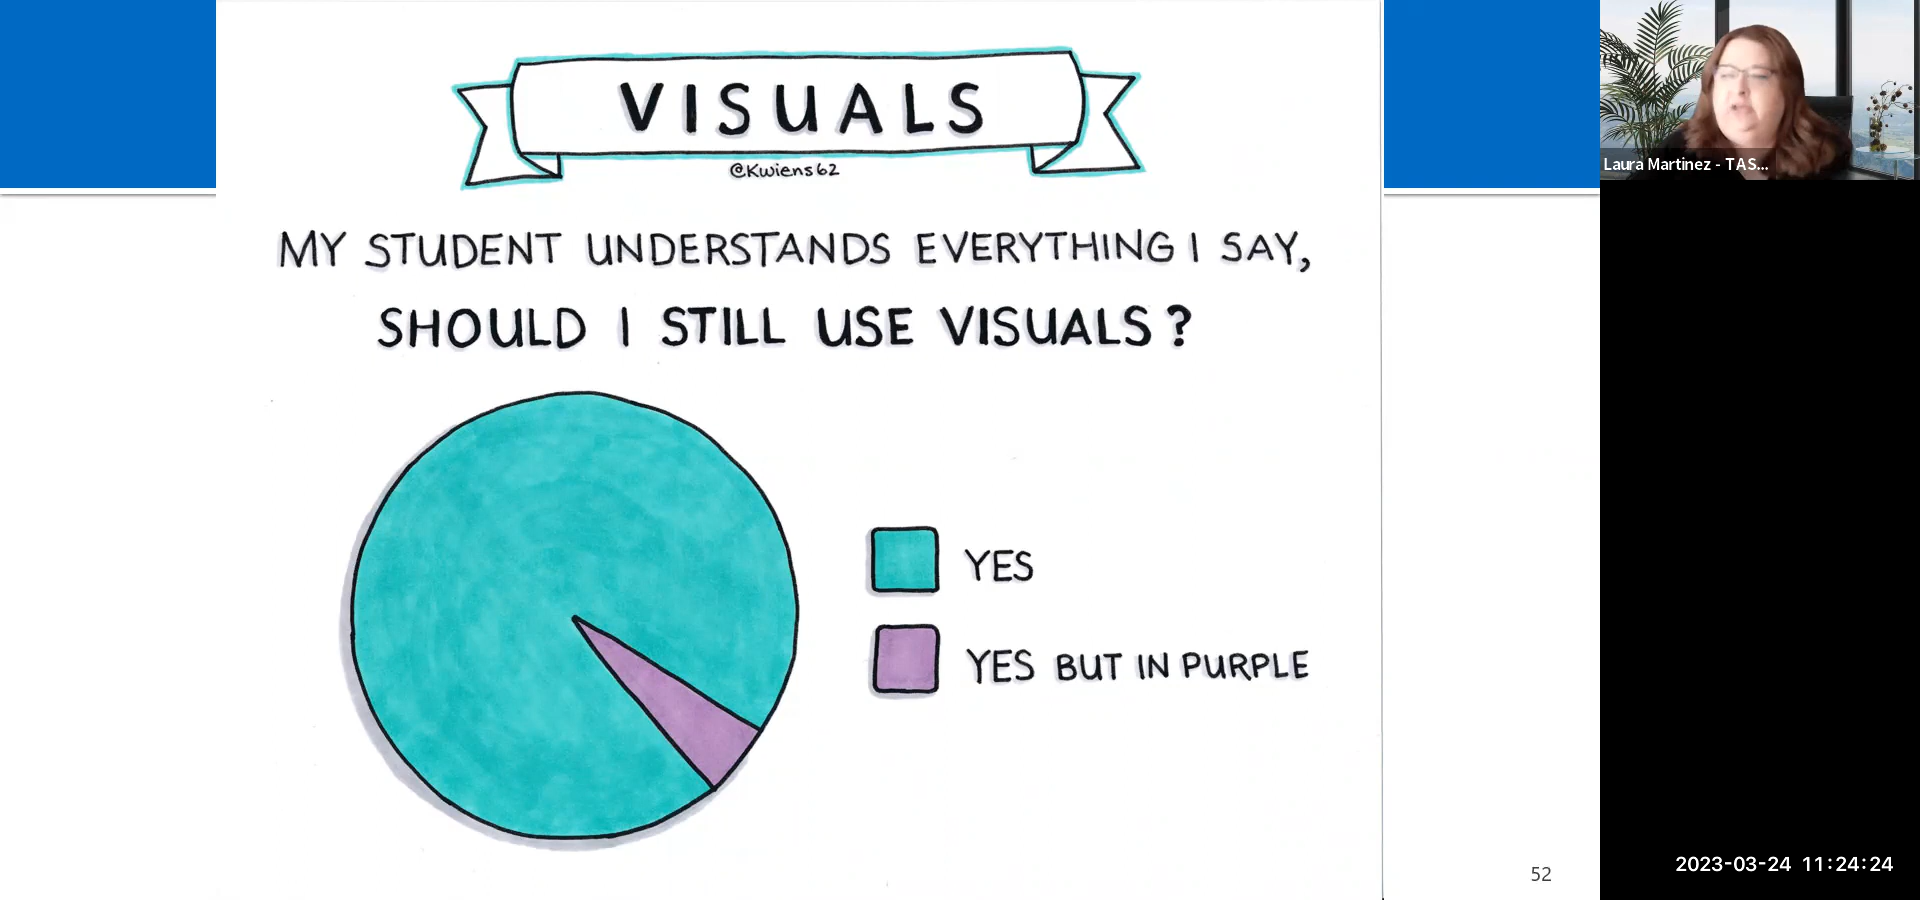 VISUALS
@Kwiens62
MY STUDENT UNDERSTANDS EVERYTHING I SAY,
SHOULD I STILL USE VISUALS?
YES
YES BUT IN PURPLE
52
Laura Martinez - TAS...
2023-03-24 11:24:24